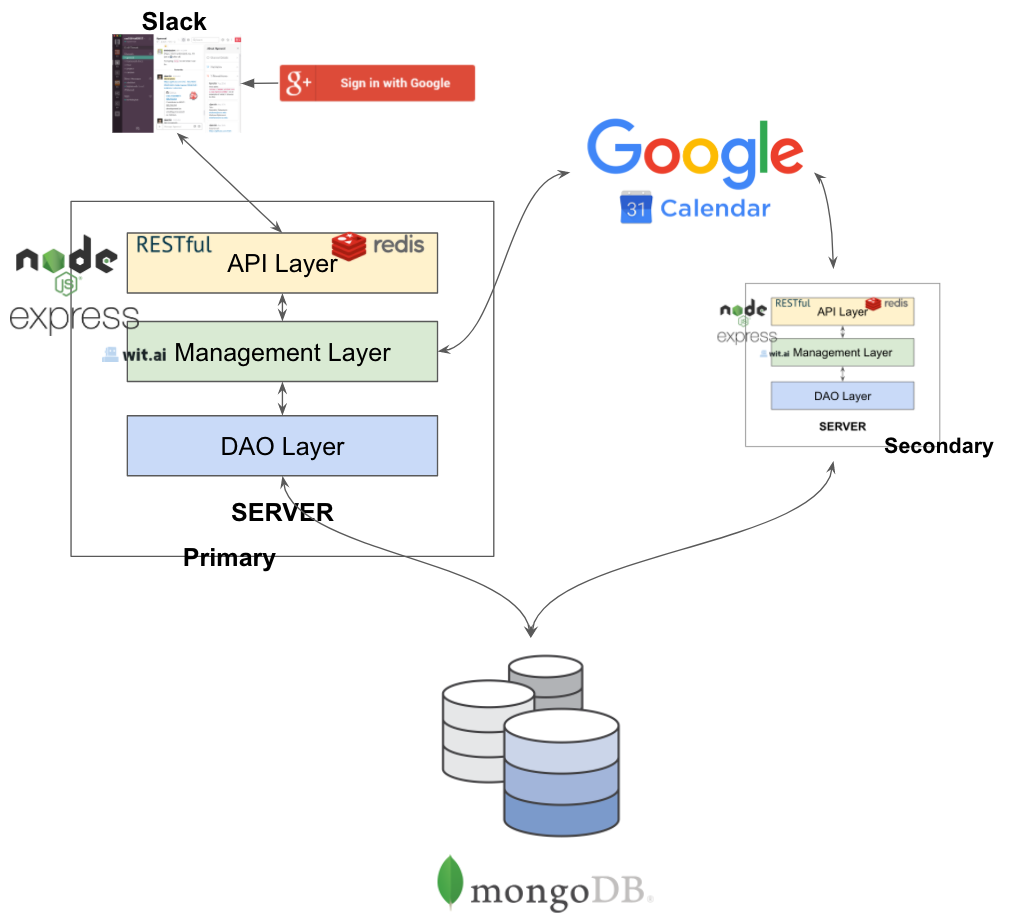 Slack
g+ Sign in with Google
Google
31 Calendar
RESTful
redis
API Layer
node
JS
express
wit.ai
Management Layer
DAO Layer
SERVER
Primary
node
JS
express
RESTful
redis
API Layer
wit.ai
Management Layer
DAO Layer
SERVER
Secondary
mongoDB®